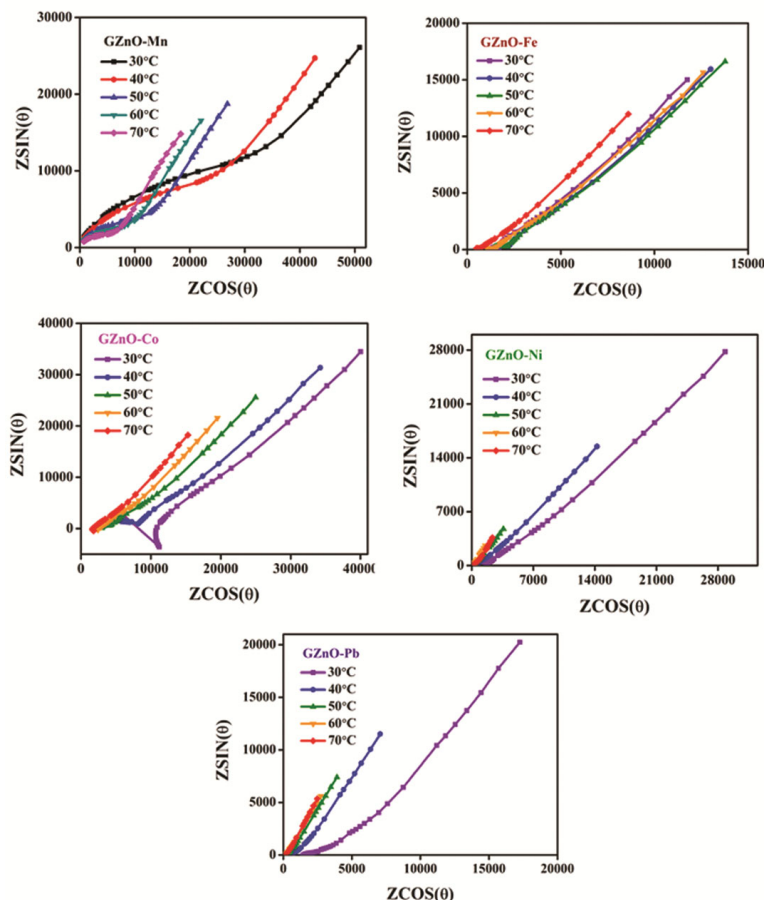 30000
GZnO-Mn
30°C
40°C
50°C
60°C
70°C
20000
10000
0
ZSIN(θ)
0 10000 20000 30000 40000 50000
ZCOS(θ)
20000
GZnO-Fe
30°C
40°C
50°C
60°C
70°C
15000
10000
5000
0
ZSIN(θ)
0 5000 10000 15000
ZCOS(θ)
40000
GZnO-Co
30°C
40°C
50°C
60°C
70°C
30000
20000
10000
0
ZSIN(θ)
0 10000 20000 30000 40000
ZCOS(θ)
28000
GZnO-Ni
30°C
40°C
50°C
60°C
70°C
21000
14000
7000
0
ZSIN(θ)
0 7000 14000 21000 28000
ZCOS(θ)
20000
GZnO-Pb
30°C
40°C
50°C
60°C
70°C
15000
10000
5000
0
ZSIN(θ)
0 5000 10000 15000 20000
ZCOS(θ)